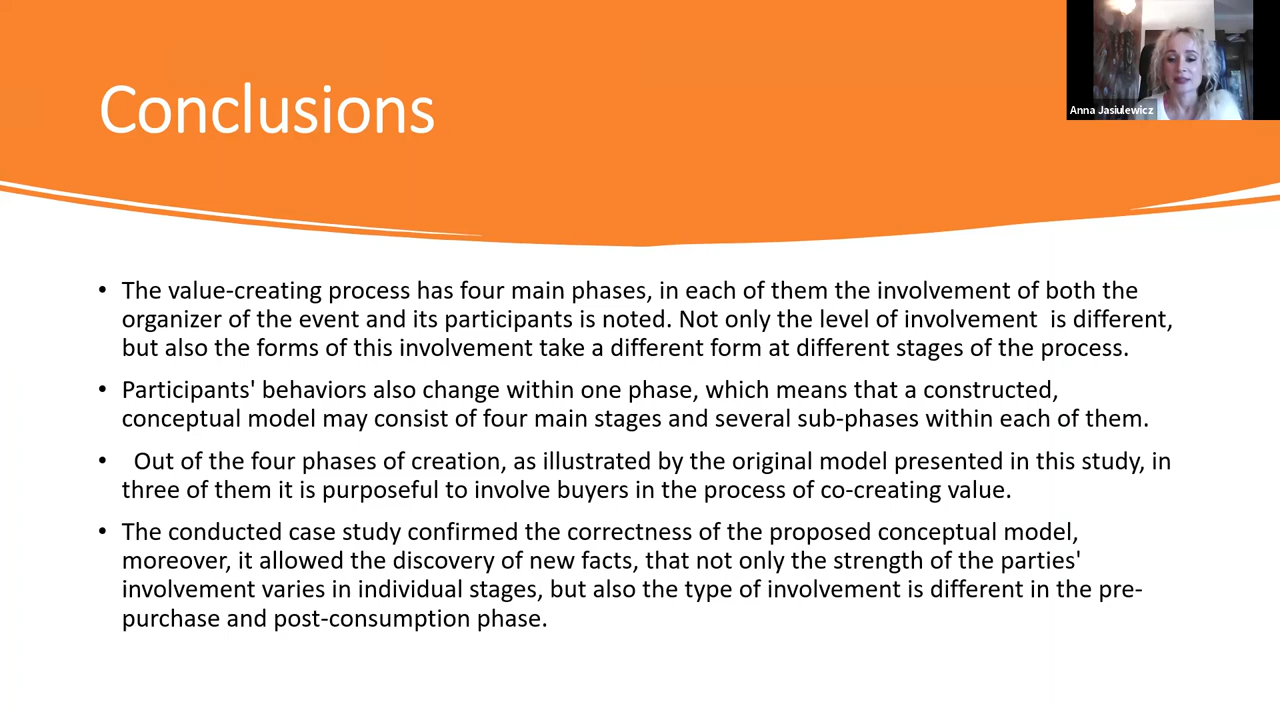 Conclusions
Anna Jasiulewicz
• The value-creating process has four main phases, in each of them the involvement of both the
organizer of the event and its participants is noted. Not only the level of involvement  is different,
but also the forms of this involvement take a different form at different stages of the process.
• Participants' behaviors also change within one phase, which means that a constructed,
conceptual model may consist of four main stages and several sub-phases within each of them.
•  Out of the four phases of creation, as illustrated by the original model presented in this study, in
three of them it is purposeful to involve buyers in the process of co-creating value.
• The conducted case study confirmed the correctness of the proposed conceptual model,
moreover, it allowed the discovery of new facts, that not only the strength of the parties'
involvement varies in individual stages, but also the type of involvement is different in the pre-
purchase and post-consumption phase.